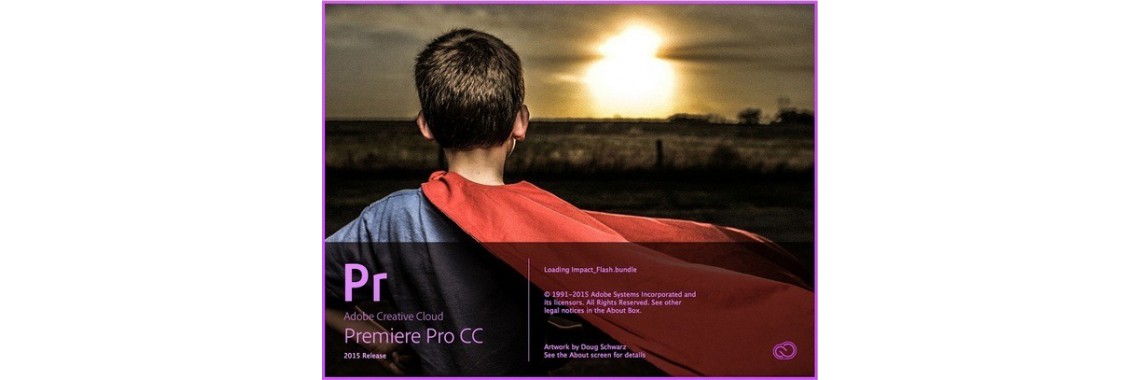 Pr
Adobe Creative Cloud
Premiere Pro CC
2015 Release
Loading Impact_Flash.bundle
© 1991-2015 Adobe Systems Incorporated and
its licensors. All Rights Reserved. See other
legal notices in the About Box.
Artwork by Doug Schwarz
See the About screen for details